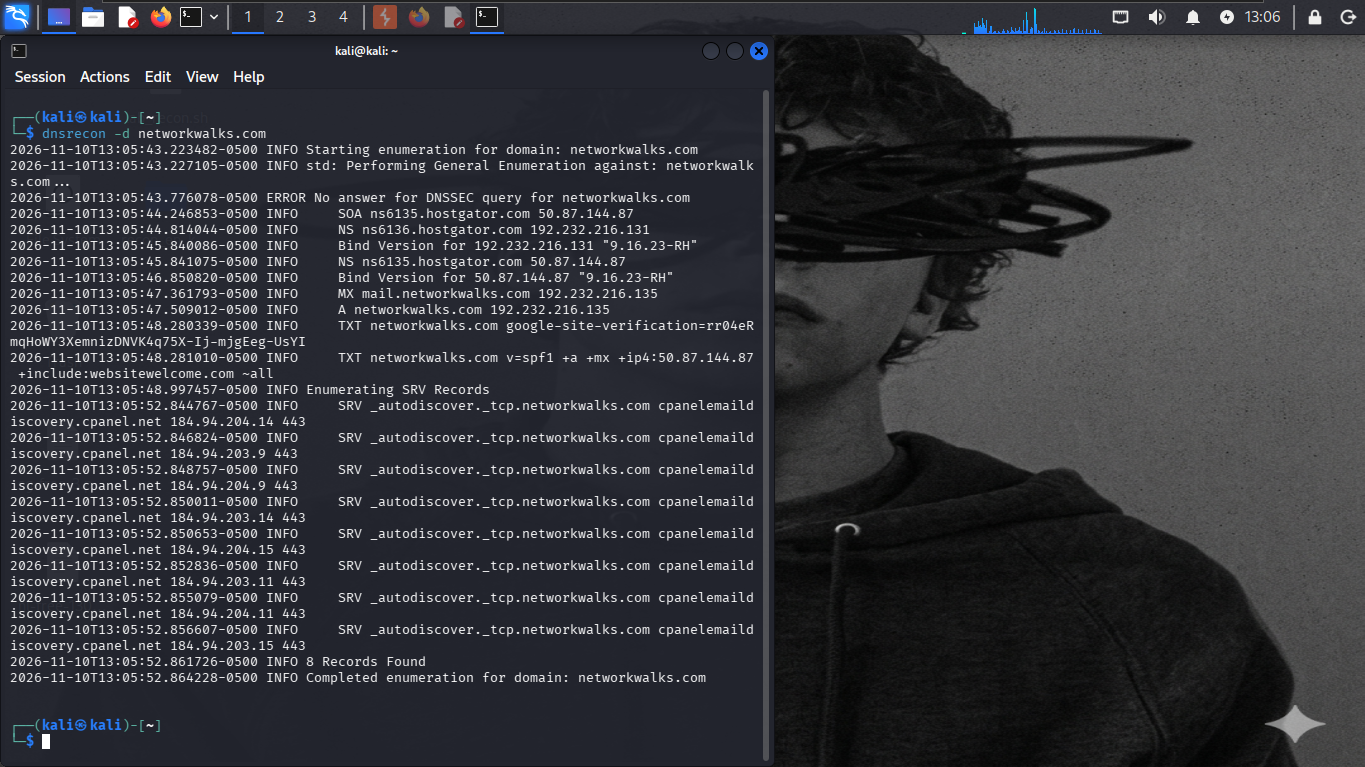 1 2 3 4 13:06
kali@kali: ~
Session Actions Edit View Help
┌──(kali㉿kali)-[~]
└─$ dnsrecon -d networkwalks.com
2026-11-10T13:05:43.223482-0500 INFO Starting enumeration for domain: networkwalks.com
2026-11-10T13:05:43.227105-0500 INFO std: Performing General Enumeration against: networkwalk
s.com...
2026-11-10T13:05:43.776078-0500 ERROR No answer for DNSSEC query for networkwalks.com
2026-11-10T13:05:44.246853-0500 INFO     SOA ns6135.hostgator.com 50.87.144.87
2026-11-10T13:05:44.814044-0500 INFO     NS ns6136.hostgator.com 192.232.216.131
2026-11-10T13:05:45.840086-0500 INFO     Bind Version for 192.232.216.131 "9.16.23-RH"
2026-11-10T13:05:45.841075-0500 INFO     NS ns6135.hostgator.com 50.87.144.87
2026-11-10T13:05:46.850820-0500 INFO     Bind Version for 50.87.144.87 "9.16.23-RH"
2026-11-10T13:05:47.361793-0500 INFO     MX mail.networkwalks.com 192.232.216.135
2026-11-10T13:05:47.509012-0500 INFO     A networkwalks.com 192.232.216.135
2026-11-10T13:05:48.280339-0500 INFO     TXT networkwalks.com google-site-verification=rr04eR
mqHoWY3XemnizDNVK4q75X-Ij-mjgEeg-UsYI
2026-11-10T13:05:48.281010-0500 INFO     TXT networkwalks.com v=spf1 +a +mx +ip4:50.87.144.87
 +include:websitewelcome.com ~all
2026-11-10T13:05:48.997457-0500 INFO Enumerating SRV Records
2026-11-10T13:05:52.844767-0500 INFO     SRV _autodiscover._tcp.networkwalks.com cpanelemaild
iscovery.cpanel.net 184.94.204.14 443
2026-11-10T13:05:52.846824-0500 INFO     SRV _autodiscover._tcp.networkwalks.com cpanelemaild
iscovery.cpanel.net 184.94.203.9 443
2026-11-10T13:05:52.848757-0500 INFO     SRV _autodiscover._tcp.networkwalks.com cpanelemaild
iscovery.cpanel.net 184.94.204.9 443
2026-11-10T13:05:52.850011-0500 INFO     SRV _autodiscover._tcp.networkwalks.com cpanelemaild
iscovery.cpanel.net 184.94.203.14 443
2026-11-10T13:05:52.850653-0500 INFO     SRV _autodiscover._tcp.networkwalks.com cpanelemaild
iscovery.cpanel.net 184.94.204.15 443
2026-11-10T13:05:52.852836-0500 INFO     SRV _autodiscover._tcp.networkwalks.com cpanelemaild
iscovery.cpanel.net 184.94.203.11 443
2026-11-10T13:05:52.855079-0500 INFO     SRV _autodiscover._tcp.networkwalks.com cpanelemaild
iscovery.cpanel.net 184.94.204.11 443
2026-11-10T13:05:52.856607-0500 INFO     SRV _autodiscover._tcp.networkwalks.com cpanelemaild
iscovery.cpanel.net 184.94.203.15 443
2026-11-10T13:05:52.861726-0500 INFO 8 Records Found
2026-11-10T13:05:52.864228-0500 INFO Completed enumeration for domain: networkwalks.com
┌──(kali㉿kali)-[~]
└─$